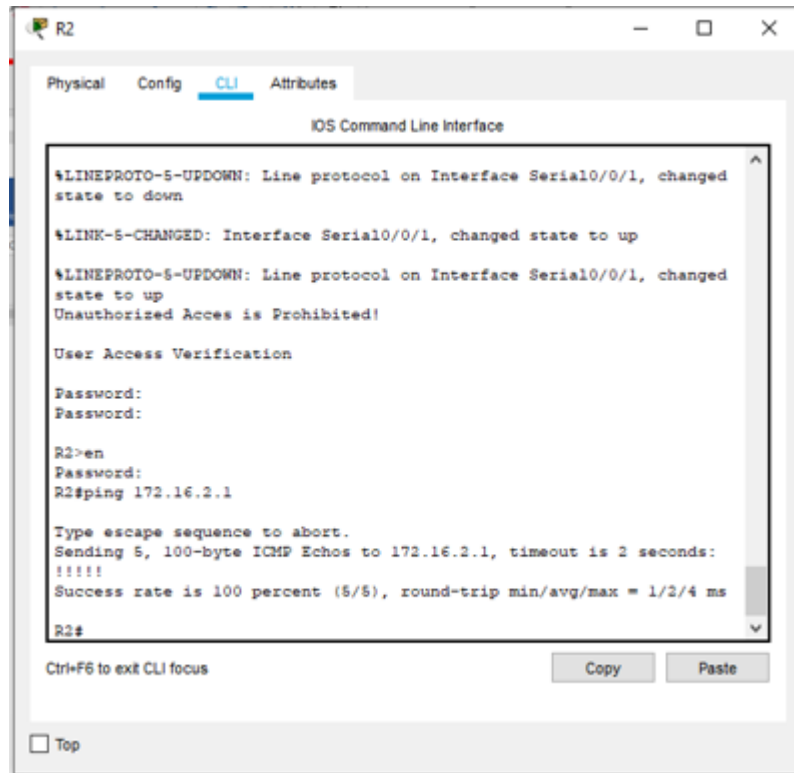 R2
Physical Config CLI Attributes
IOS Command Line Interface
%LINEPROTO-5-UPDOWN: Line protocol on Interface Serial0/0/1, changed
state to down
%LINK-5-CHANGED: Interface Serial0/0/1, changed state to up
%LINEPROTO-5-UPDOWN: Line protocol on Interface Serial0/0/1, changed
state to up
Unauthorized Acces is Prohibited!
User Access Verification
Password:
Password:
R2>en
Password:
R2#ping 172.16.2.1
Type escape sequence to abort.
Sending 5, 100-byte ICMP Echos to 172.16.2.1, timeout is 2 seconds:
!!!!!
Success rate is 100 percent (5/5), round-trip min/avg/max = 1/2/4 ms
R2#
Ctrl+F6 to exit CLI focus
Copy Paste
Top